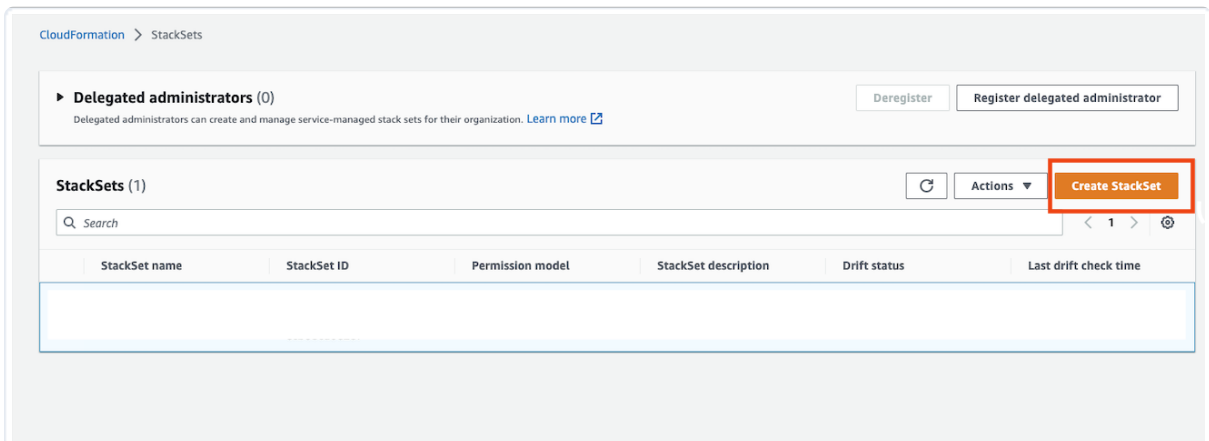 CloudFormation > StackSets
Delegated administrators (0)
Deregister
Register delegated administrator
Delegated administrators can create and manage service-managed stack sets for their organization. Learn more
StackSets (1)
Actions
Create StackSet
Search
1
StackSet name StackSet ID Permission model StackSet description Drift status Last drift check time